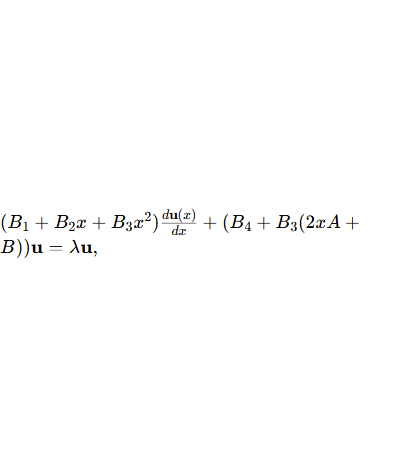 (B₁ + B₂x + B₃x²) du(x)/dx + (B₄ + B₃(2xA +
B))u = λu,